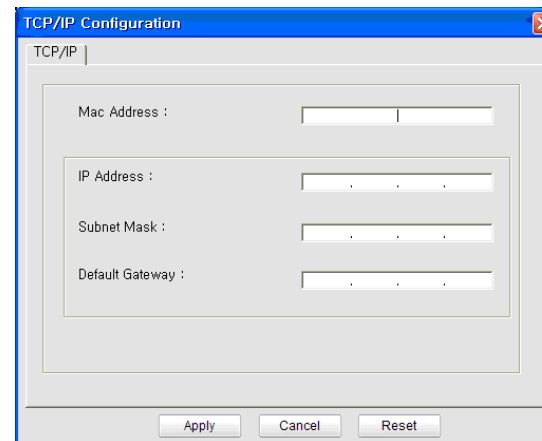 TCP/IP Configuration
TCP/IP
Mac Address :
IP Address :
. . .
Subnet Mask :
. . .
Default Gateway :
. . .
Apply Cancel Reset